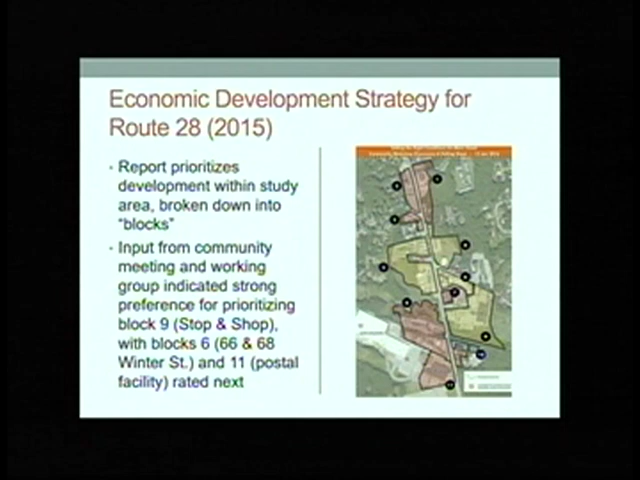 Economic Development Strategy for
Route 28 (2015)
• Report prioritizes
development within study
area, broken down into
"blocks"
• Input from community
meeting and working
group indicated strong
preference for prioritizing
block 9 (Stop & Shop),
with blocks 6 (66 & 68
Winter St.) and 11 (postal
facility) rated next